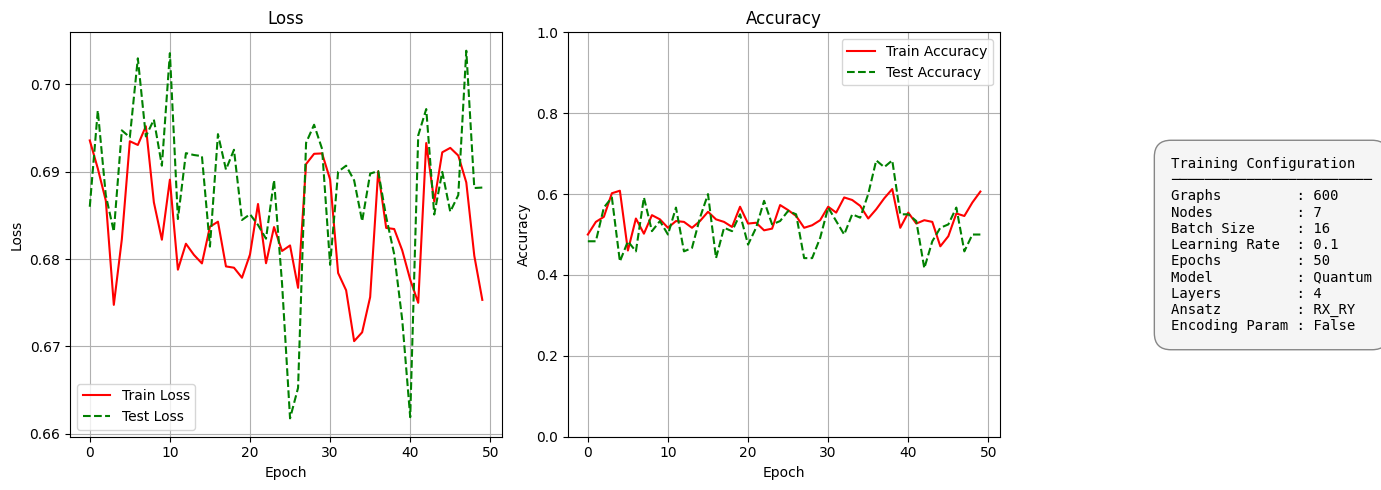 Loss
Loss
0.70
0.69
0.68
0.67
0.66
0 10 20 30 40 50
Epoch
Train Loss
Test Loss
Accuracy
Accuracy
1.0
0.8
0.6
0.4
0.2
0.0
0 10 20 30 40 50
Epoch
Train Accuracy
Test Accuracy
Training Configuration
Graphs : 600
Nodes : 7
Batch Size : 16
Learning Rate : 0.1
Epochs : 50
Model : Quantum
Layers : 4
Ansatz : RX_RY
Encoding Param : False